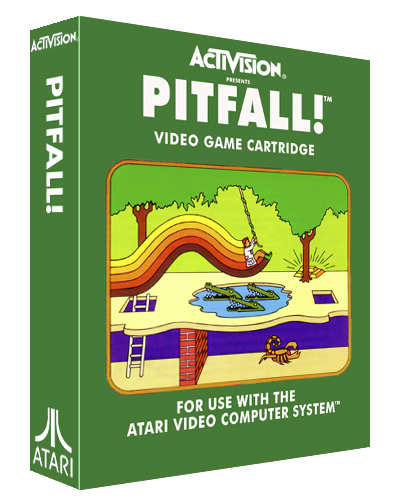 ACTIVISION®
PITFALL!
ATARI
ACTIVISION®
PRESENTS
PITFALL!™
VIDEO GAME CARTRIDGE
FOR USE WITH THE
ATARI VIDEO COMPUTER SYSTEM™